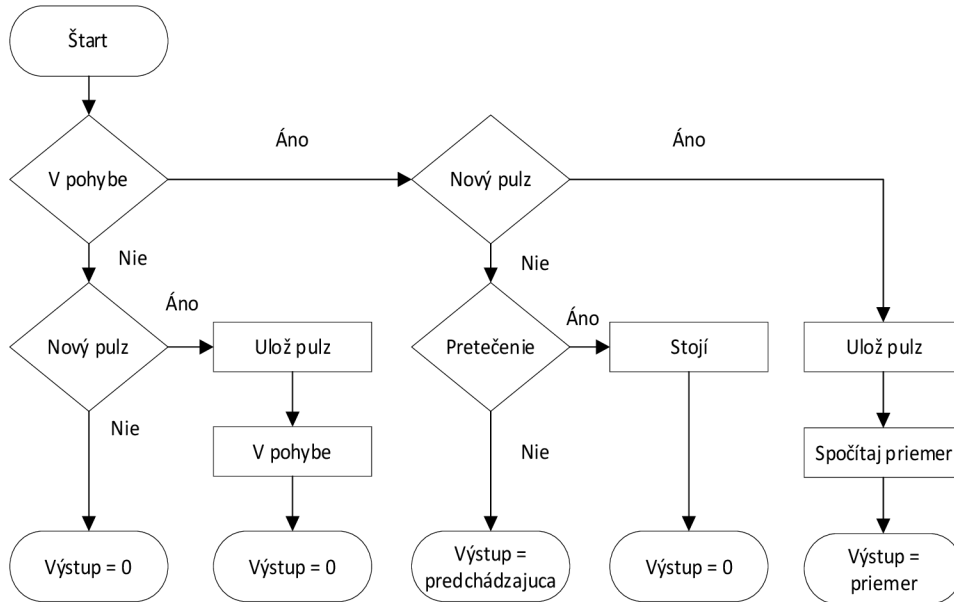 Štart
Áno
Áno
V pohybe
Nový pulz
Nie
Nie
Áno
Áno
Nový pulz
Ulož pulz
Pretečenie
Stojí
Ulož pulz
Nie
V pohybe
Nie
Spočítaj priemer
Výstup = 0
Výstup = 0
Výstup =
predchádzajuca
Výstup = 0
Výstup =
priemer